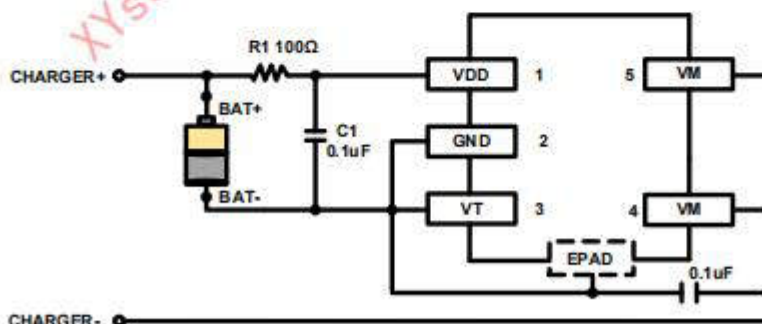 XYs
R1 100Ω
CHARGER+
VDD
1
5
VM
BAT+
C1
0.1uF
GND
2
BAT-
VT
3
4
VM
EPAD
0.1uF
CHARGER-